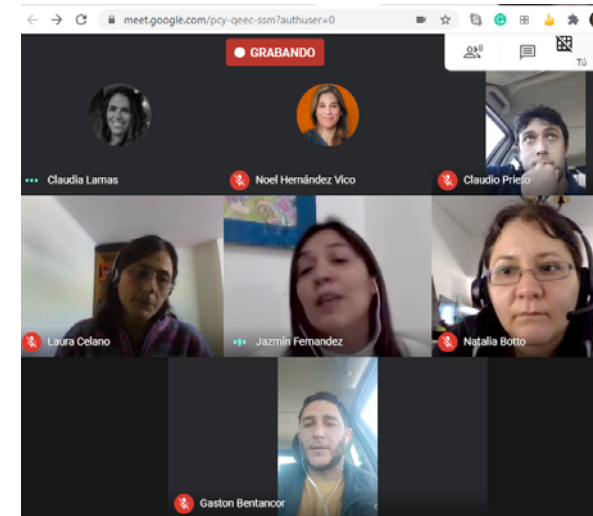 meet.google.com/pcy-qeec-ssm?authuser=0
GRABANDO
Tú
Claudia Lamas
Noel Hernández Vico
Claudio Prieto
Laura Celano
Jazmín Fernandez
Natalia Botto
Gaston Bentancor